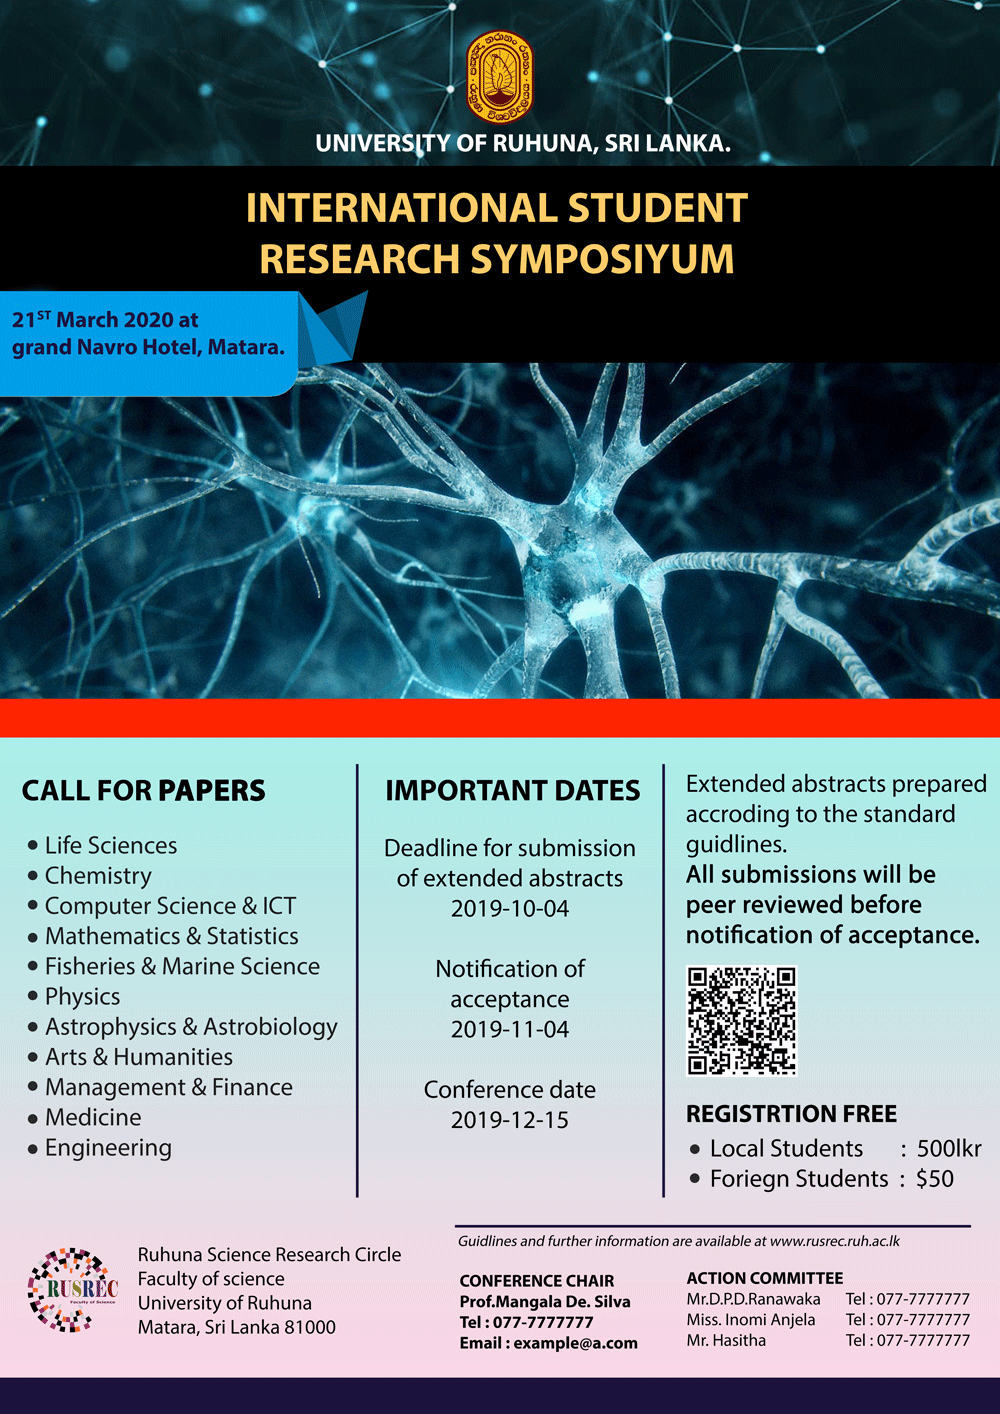 UNIVERSITY OF RUHUNA, SRI LANKA.
INTERNATIONAL STUDENT
RESEARCH SYMPOSIYUM
21ST March 2020 at
grand Navro Hotel, Matara.
CALL FOR PAPERS
• Life Sciences
• Chemistry
• Computer Science & ICT
• Mathematics & Statistics
• Fisheries & Marine Science
• Physics
• Astrophysics & Astrobiology
• Arts & Humanities
• Management & Finance
• Medicine
• Engineering
IMPORTANT DATES
Deadline for submission
of extended abstracts
2019-10-04
Notification of
acceptance
2019-11-04
Conference date
2019-12-15
Extended abstracts prepared
accroding to the standard
guidlines.
All submissions will be
peer reviewed before
notification of acceptance.
REGISTRTION FREE
• Local Students : 500lkr
• Foriegn Students : $50
RUSREC
Faculty of Science
Ruhuna Science Research Circle
Faculty of science
University of Ruhuna
Matara, Sri Lanka 81000
Guidlines and further information are available at www.rusrec.ruh.ac.lk
CONFERENCE CHAIR
Prof.Mangala De. Silva
Tel : 077-7777777
Email : example@a.com
ACTION COMMITTEE
Mr.D.P.D.Ranawaka Tel : 077-7777777
Miss. Inomi Anjela Tel : 077-7777777
Mr. Hasitha Tel : 077-7777777